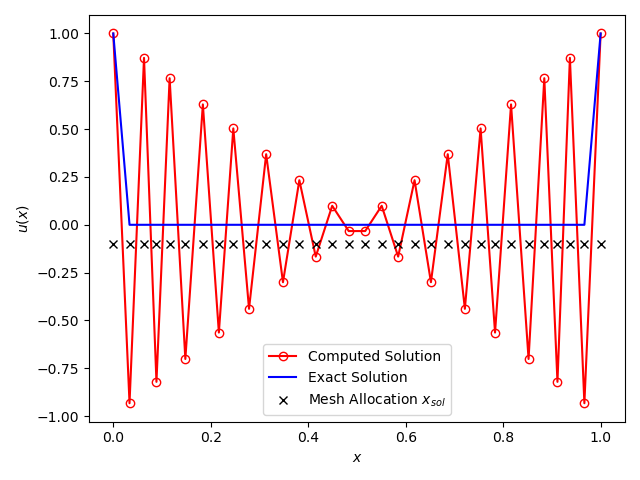 1.00
0.75
0.50
0.25
0.00
−0.25
−0.50
−0.75
−1.00
u(x)
Computed Solution
Exact Solution
Mesh Allocation x_sol
0.0 0.2 0.4 0.6 0.8 1.0
x